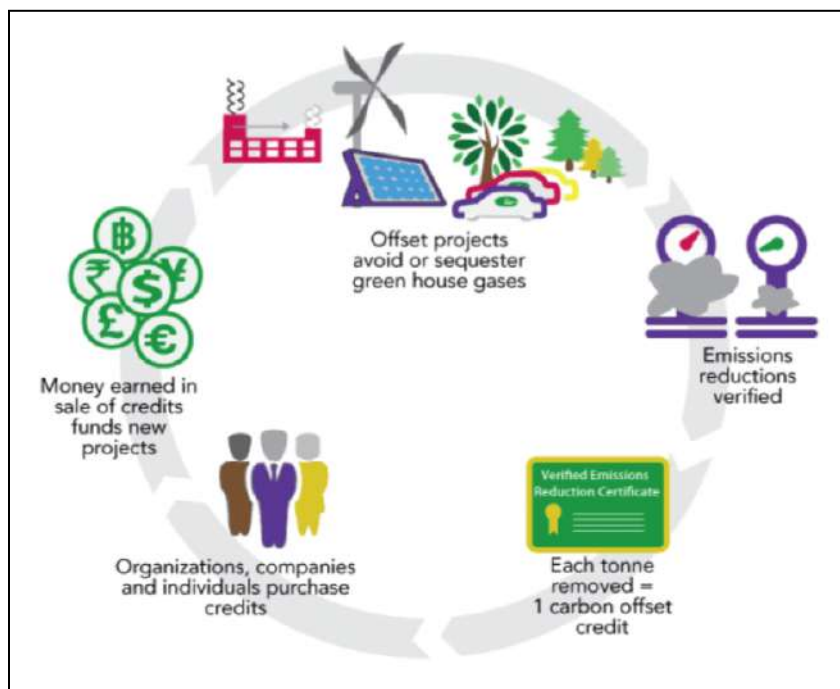 Offset projects
avoid or sequester
green house gases
Emissions
reductions
verified
Verified Emissions
Reduction Certificate
Each tonne
removed =
1 carbon offset
credit
Organizations, companies
and individuals purchase
credits
฿
₹
¥
$
£
€
Money earned in
sale of credits
funds new
projects